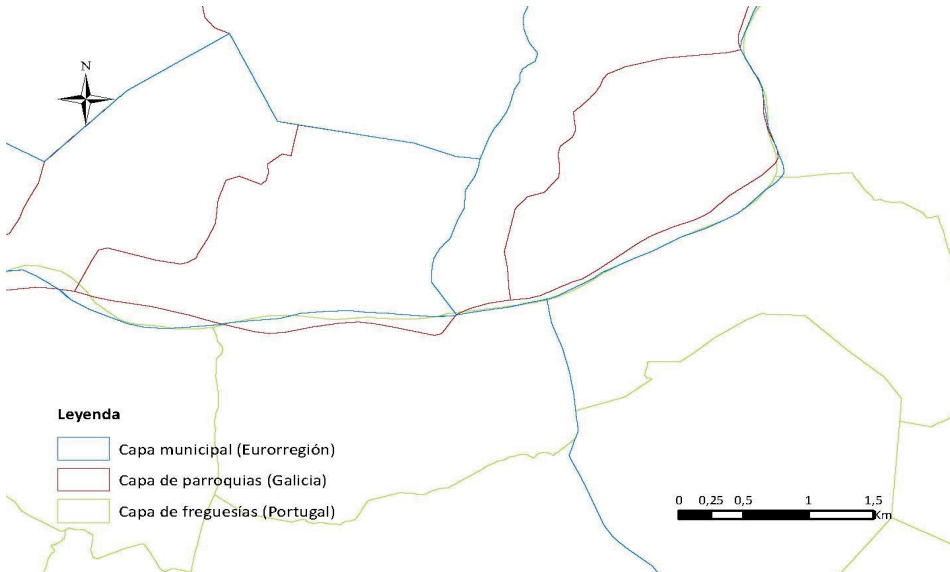 N
Leyenda
Capa municipal (Eurorregión)
Capa de parroquias (Galicia)
Capa de freguesías (Portugal)
0 0,25 0,5 1 1,5
Km